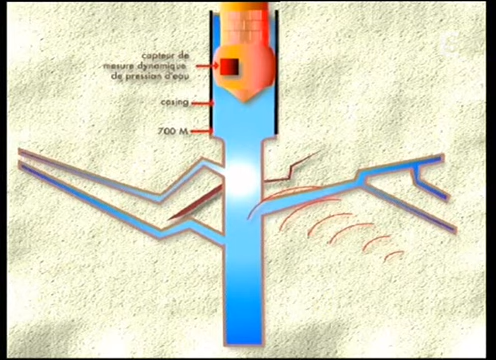 capteur de
mesure dynamique
de pression d'eau
casing
700 M